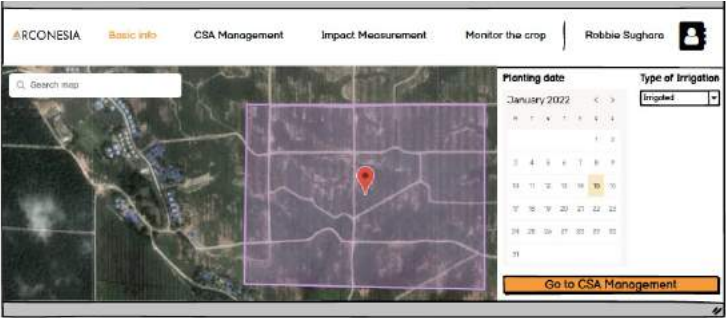 ARCONESIA
Basic info
CSA Management
Impact Measurement
Monitor the crop
Robbie Sughara
Search map
Planting date
Type of Irrigation
January 2022
Irrigated
1 2
3 4 5 6 7 8 9
10 11 12 13 14 15 16
17 18 19 20 21 22 23
24 25 26 27 28 29 30
31
Go to CSA Management